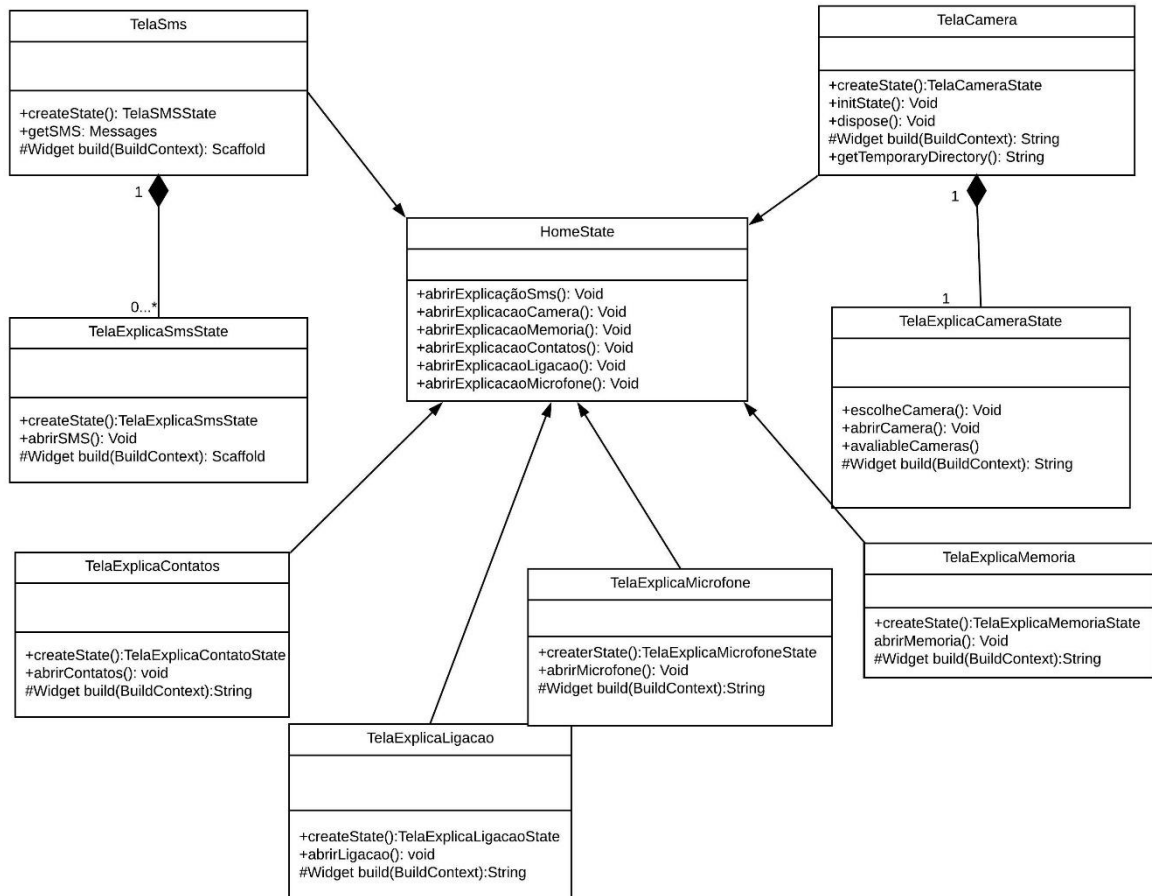 TelaSms
+createState(): TelaSMSState
+getSMS: Messages
#Widget build(BuildContext): Scaffold
TelaCamera
+createState():TelaCameraState
+initState(): Void
+dispose(): Void
#Widget build(BuildContext): String
+getTemporaryDirectory(): String
1
1
HomeState
+abrirExplicaçãoSms(): Void
+abrirExplicacaoCamera(): Void
+abrirExplicacaoMemoria(): Void
+abrirExplicacaoContatos(): Void
+abrirExplicacaoLigacao(): Void
+abrirExplicacaoMicrofone(): Void
0...*
1
TelaExplicaSmsState
+createState():TelaExplicaSmsState
+abrirSMS(): Void
#Widget build(BuildContext): Scaffold
TelaExplicaCameraState
+escolheCamera(): Void
+abrirCamera(): Void
+avaliableCameras()
#Widget build(BuildContext): String
TelaExplicaContatos
+createState():TelaExplicaContatoState
+abrirContatos(): void
#Widget build(BuildContext):String
TelaExplicaMicrofone
+createrState():TelaExplicaMicrofoneState
+abrirMicrofone(): Void
#Widget build(BuildContext):String
TelaExplicaMemoria
+createState():TelaExplicaMemoriaState
abrirMemoria(): Void
#Widget build(BuildContext):String
TelaExplicaLigacao
+createState():TelaExplicaLigacaoState
+abrirLigacao(): void
#Widget build(BuildContext):String